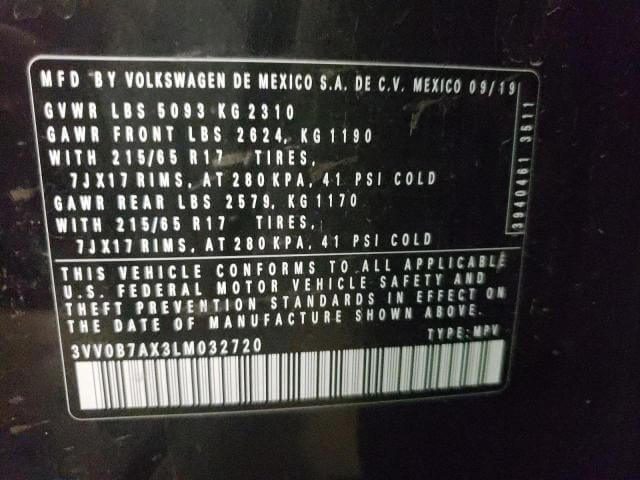 MFD BY VOLKSWAGEN DE MEXICO S.A. DE C.V. MEXICO 09/19
GVWR LBS 5093 KG 2310
GAWR FRONT LBS 2624, KG 1190
WITH 215/65 R17 TIRES,
7JX17 RIMS, AT 280 KPA, 41 PSI COLD
GAWR REAR LBS 2579, KG 1170
WITH 215/65 R17 TIRES,
7JX17 RIMS, AT 280 KPA, 41 PSI COLD
3940461 3511
THIS VEHICLE CONFORMS TO ALL APPLICABLE
U.S. FEDERAL MOTOR VEHICLE SAFETY AND
THEFT PREVENTION STANDARDS IN EFFECT ON
THE DATE OF MANUFACTURE SHOWN ABOVE.
3VV0B7AX3LM032720 TYPE: MPV